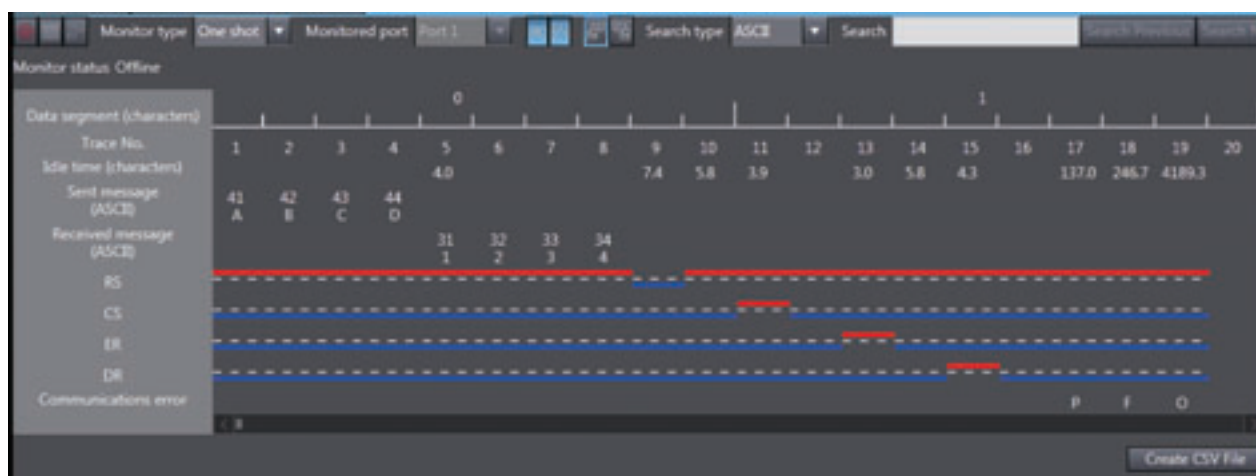 Monitor type One shot Monitored port Port 1 Search type ASCII Search Search Previous Search
Monitor status Offline
0 1
Data segment (characters)
Trace No. 1 2 3 4 5 6 7 8 9 10 11 12 13 14 15 16 17 18 19 20
Idle time (characters) 4.0 7.4 5.8 3.9 3.0 5.8 4.3 137.0 246.7 4189.3
Sent message 41 42 43 44
(ASCII) A B C D
Received message 31 32 33 34
(ASCII) 1 2 3 4
RS
CS
ER
DR
Communications error P F O
Create CSV File